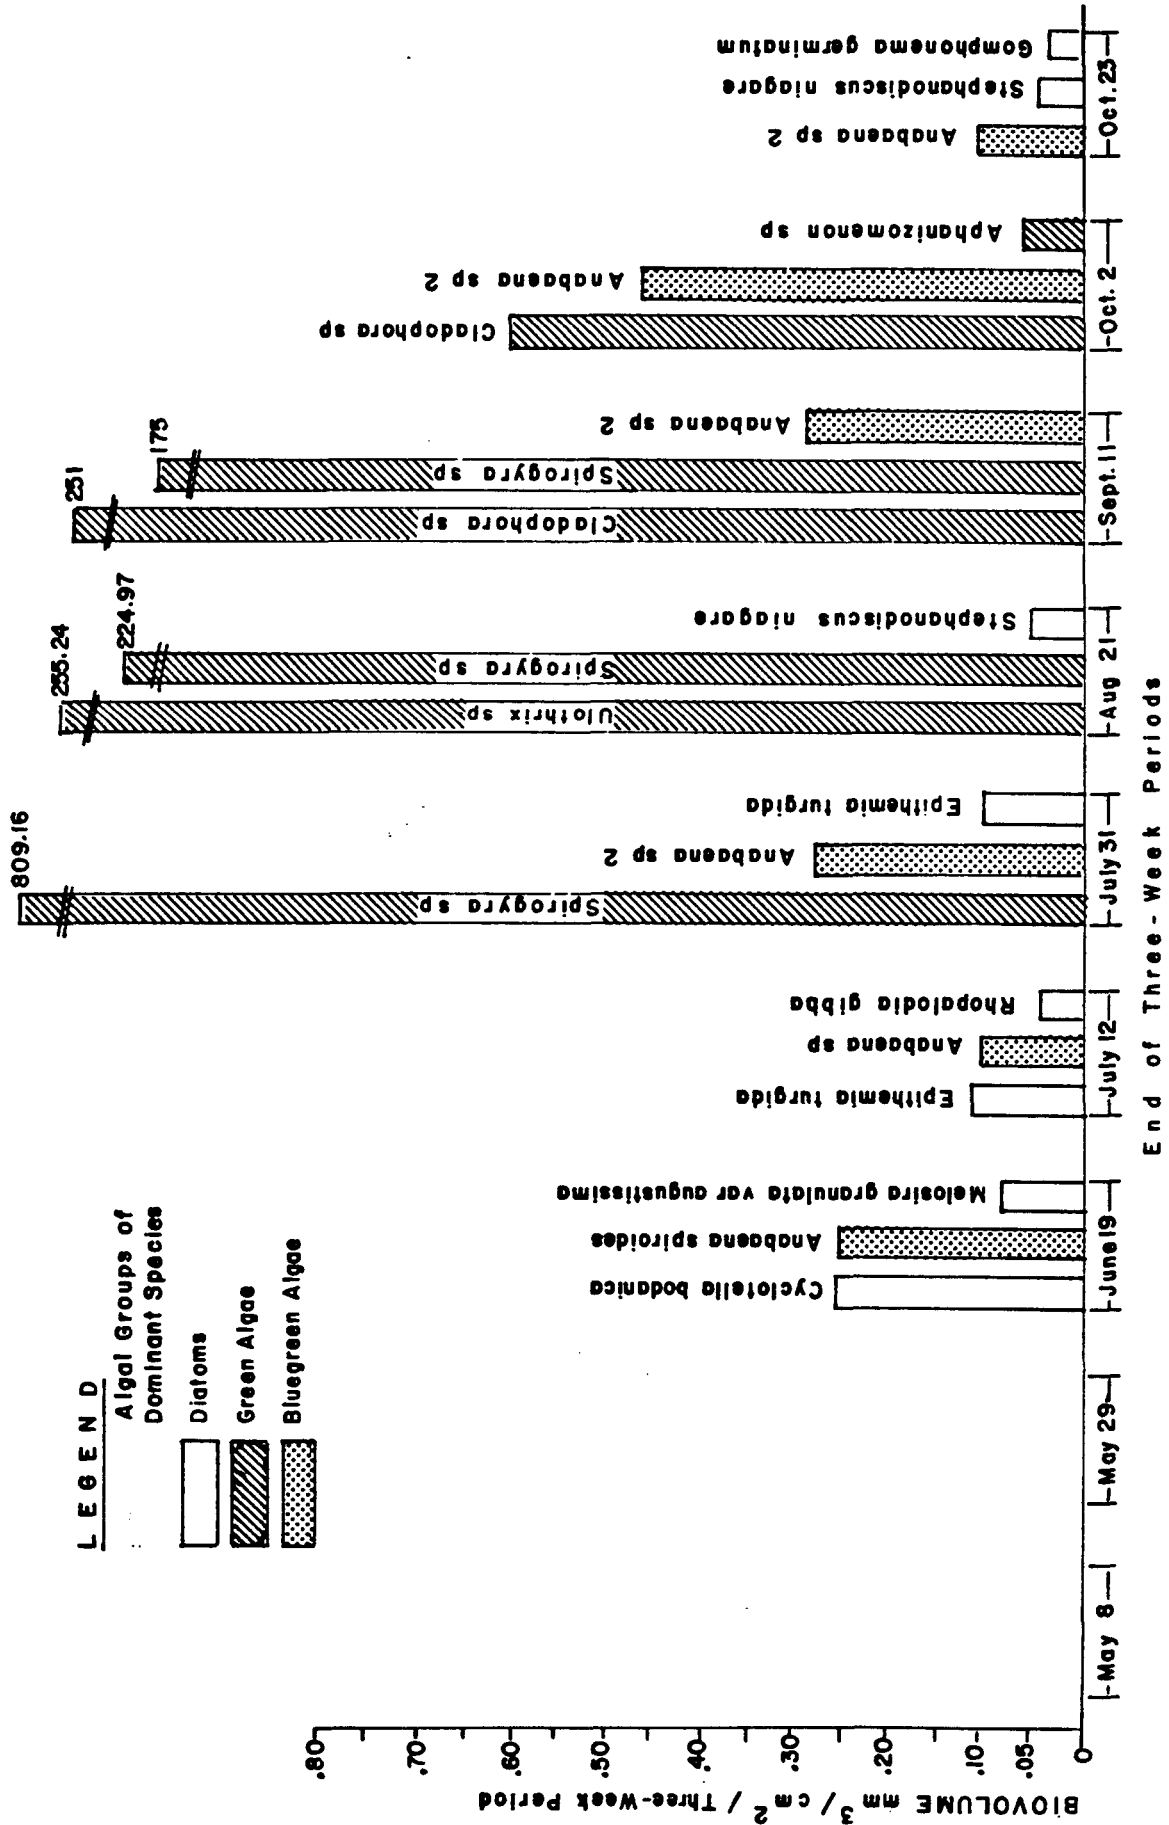 LEGEND
Algal Groups of
Dominant Species
Diatoms
Green Algae
Bluegreen Algae
BIOVOLUME mm³/cm²/Three-Week Period
.80
.70
.60
.50
.40
.30
.20
.10
.05
0
May 8
May 29
June 19
Cyclotella bodanica
Anabaena spiroides
Melosira granulata var augustissima
July 12
Epithemia turgida
Anabaena sp
Rhopalodia gibba
July 31
809.16
Spirogyra sp
Anabaena sp 2
Epithemia turgida
Aug 21
255.24
Ulothrix sp
224.97
Spirogyra sp
Stephanodiscus niagare
Sept. 11
251
Cladophora sp
175
Spirogyra sp
Anabaena sp 2
Oct. 2
Cladophora sp
Anabaena sp 2
Aphanizomenon sp
Oct. 23
Anabaena sp 2
Stephanodiscus niagare
Gomphonema germinatum
End of Three-Week Periods